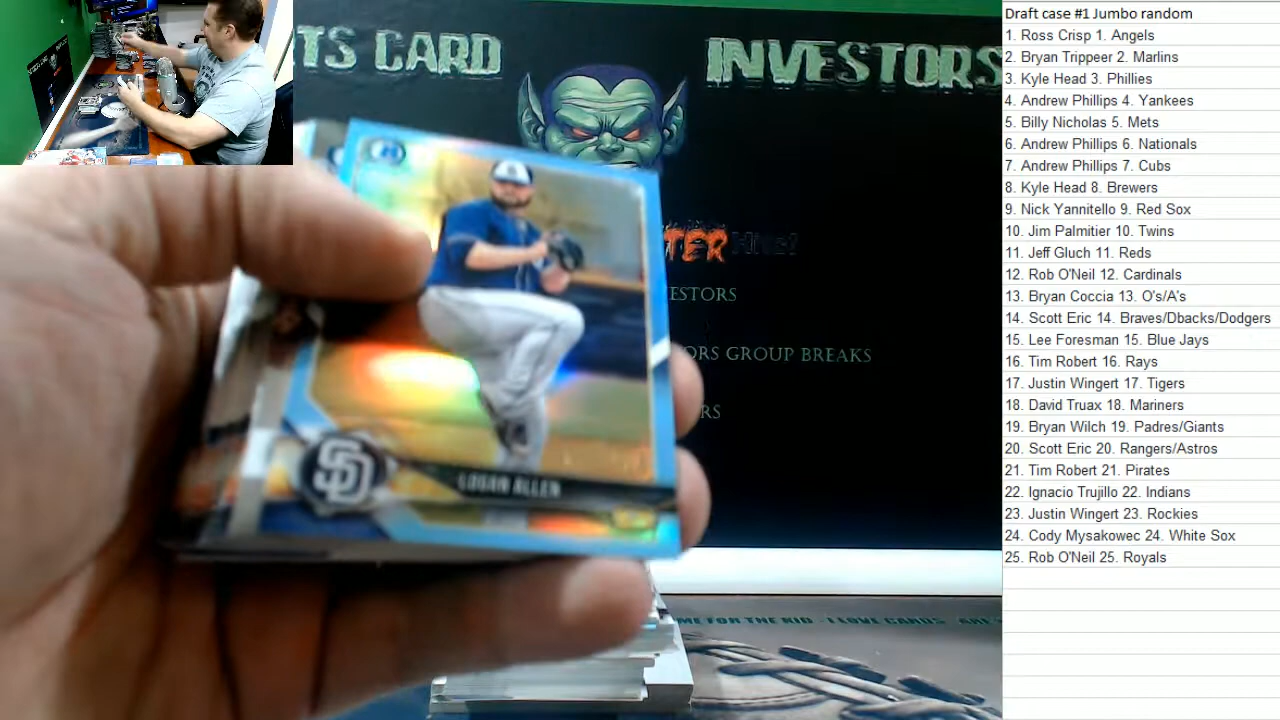 TS CARD INVESTORS
TER
ESTORS
ORS GROUP BREAKS
RS
SD
LOGAN ALLEN
ME FOR THE KID - I LOVE CARDS
Draft case #1 Jumbo random
1. Ross Crisp 1. Angels
2. Bryan Trippeer 2. Marlins
3. Kyle Head 3. Phillies
4. Andrew Phillips 4. Yankees
5. Billy Nicholas 5. Mets
6. Andrew Phillips 6. Nationals
7. Andrew Phillips 7. Cubs
8. Kyle Head 8. Brewers
9. Nick Yannitello 9. Red Sox
10. Jim Palmitier 10. Twins
11. Jeff Gluch 11. Reds
12. Rob O'Neil 12. Cardinals
13. Bryan Coccia 13. O's/A's
14. Scott Eric 14. Braves/Dbacks/Dodgers
15. Lee Foresman 15. Blue Jays
16. Tim Robert 16. Rays
17. Justin Wingert 17. Tigers
18. David Truax 18. Mariners
19. Bryan Wilch 19. Padres/Giants
20. Scott Eric 20. Rangers/Astros
21. Tim Robert 21. Pirates
22. Ignacio Trujillo 22. Indians
23. Justin Wingert 23. Rockies
24. Cody Mysakowec 24. White Sox
25. Rob O'Neil 25. Royals